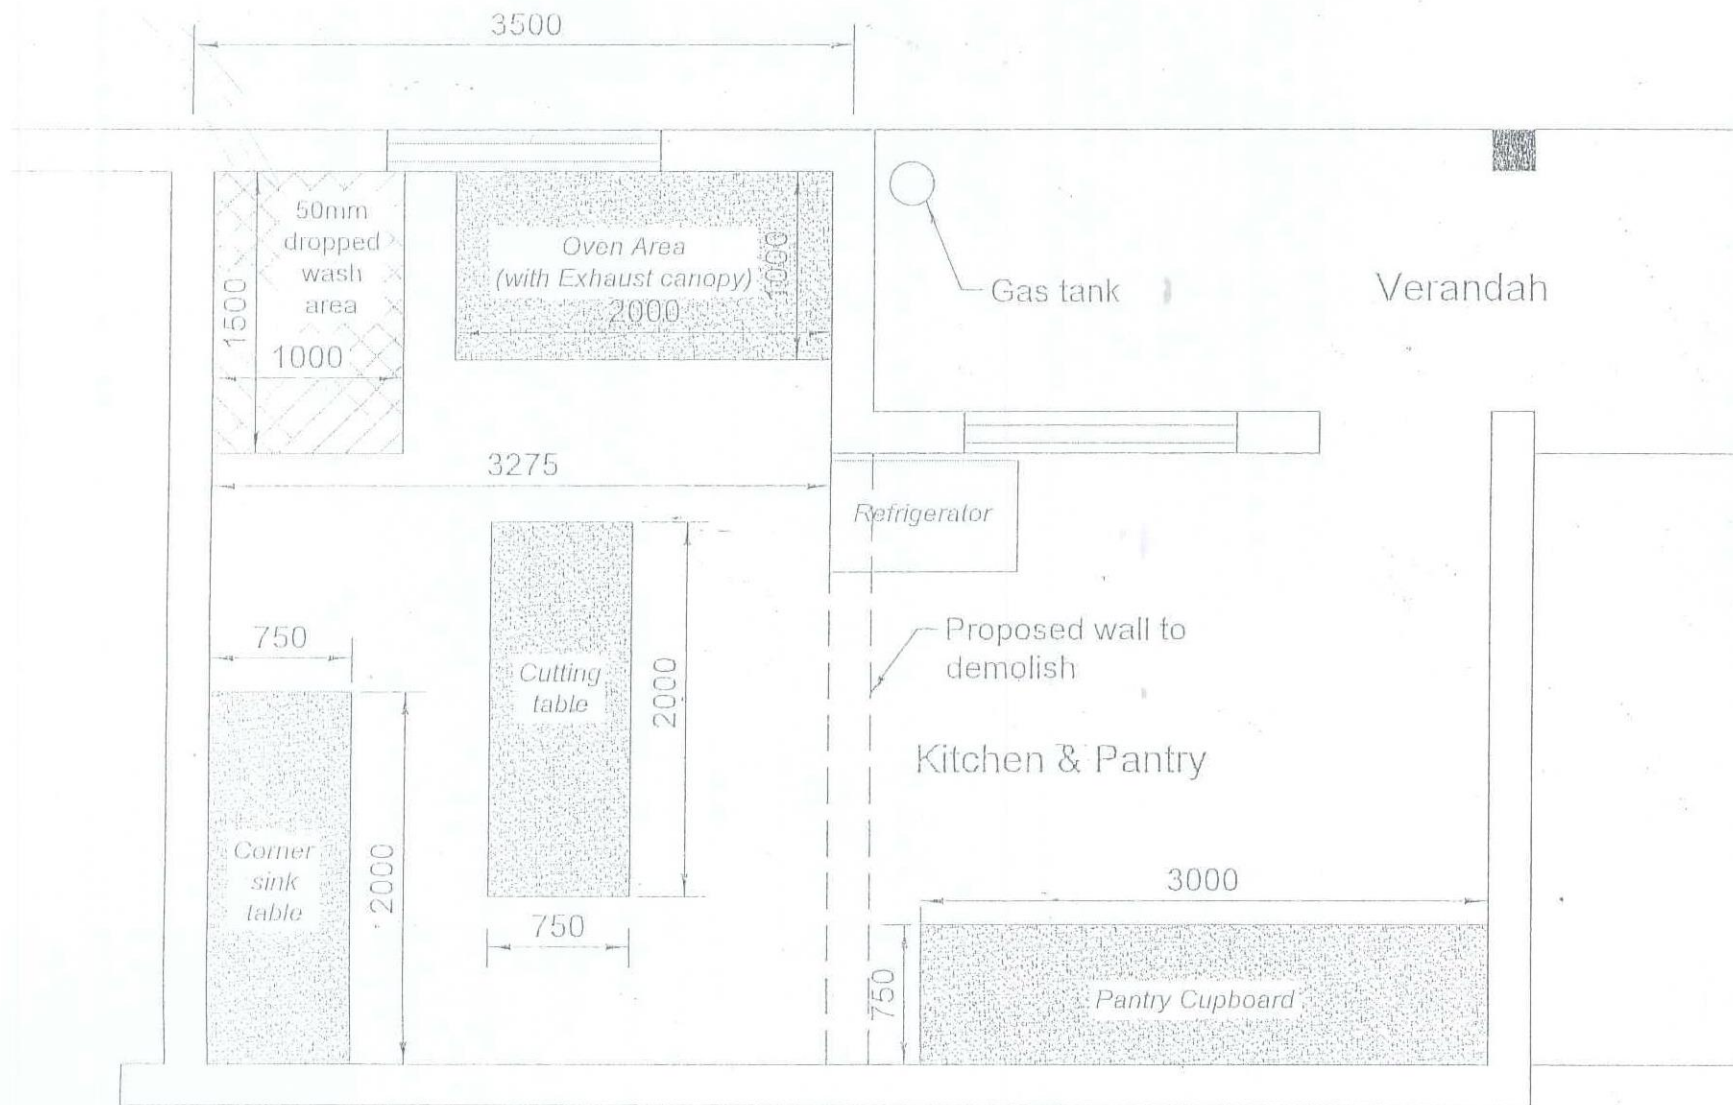 3500
50mm
dropped
wash
area
1500
1000
Oven Area
(with Exhaust canopy)
2000
1000
Gas tank
Verandah
3275
Refrigerator
750
Cutting
table
2000
Proposed wall to
demolish
Kitchen & Pantry
Corner
sink
table
2000
750
3000
750
Pantry Cupboard